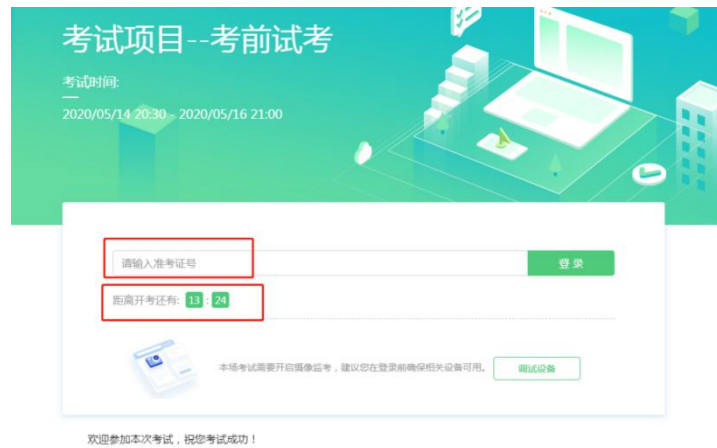 考试项目--考前试考
考试时间:
2020/05/14 20:30 - 2020/05/16 21:00
请输入准考证号
登 录
距离开考还有: 13 : 24
本场考试需要开启摄像监考，建议您在登录前确保相关设备可用。
调试设备
欢迎参加本次考试，祝您考试成功！